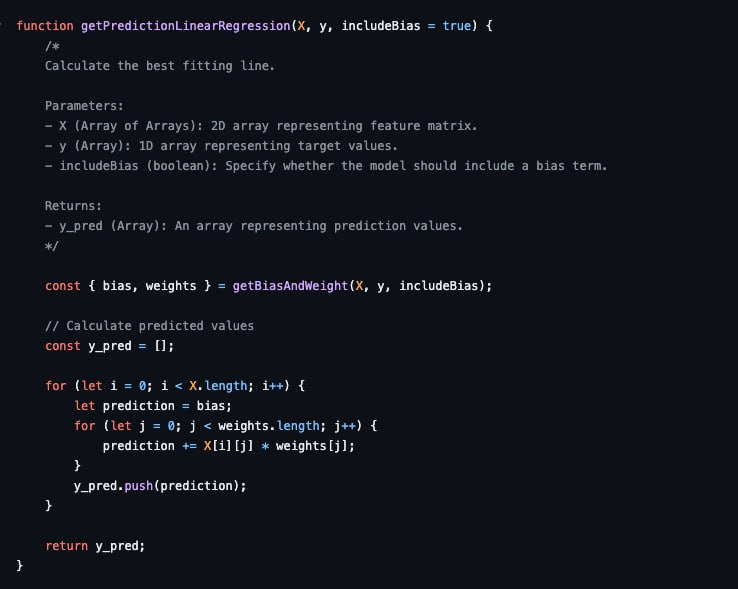 function getPredictionLinearRegression(X, y, includeBias = true) {
    /*
    Calculate the best fitting line.

    Parameters:
    - X (Array of Arrays): 2D array representing feature matrix.
    - y (Array): 1D array representing target values.
    - includeBias (boolean): Specify whether the model should include a bias term.

    Returns:
    - y_pred (Array): An array representing prediction values.
    */

    const { bias, weights } = getBiasAndWeight(X, y, includeBias);

    // Calculate predicted values
    const y_pred = [];

    for (let i = 0; i < X.length; i++) {
        let prediction = bias;
        for (let j = 0; j < weights.length; j++) {
            prediction += X[i][j] * weights[j];
        }
        y_pred.push(prediction);
    }

    return y_pred;
}